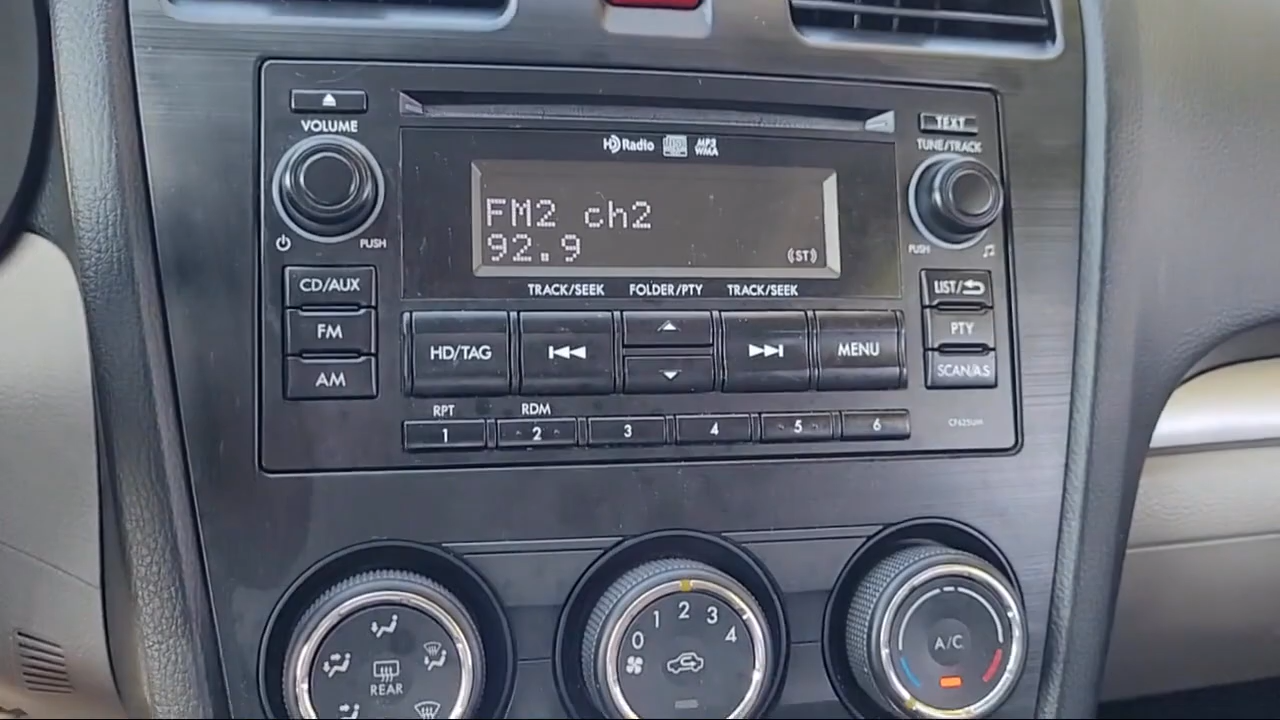 VOLUME
PUSH
HD Radio
MP3
WMA
TEXT
TUNE/TRACK
PUSH
FM2 ch2
92.9
(ST)
CD/AUX
FM
AM
TRACK/SEEK FOLDER/PTY TRACK/SEEK
HD/TAG
MENU
LIST/
PTY
SCAN/A.S
RPT RDM
1 2 3 4 5 6
CF625UM
REAR
0 1 2 3 4
A/C